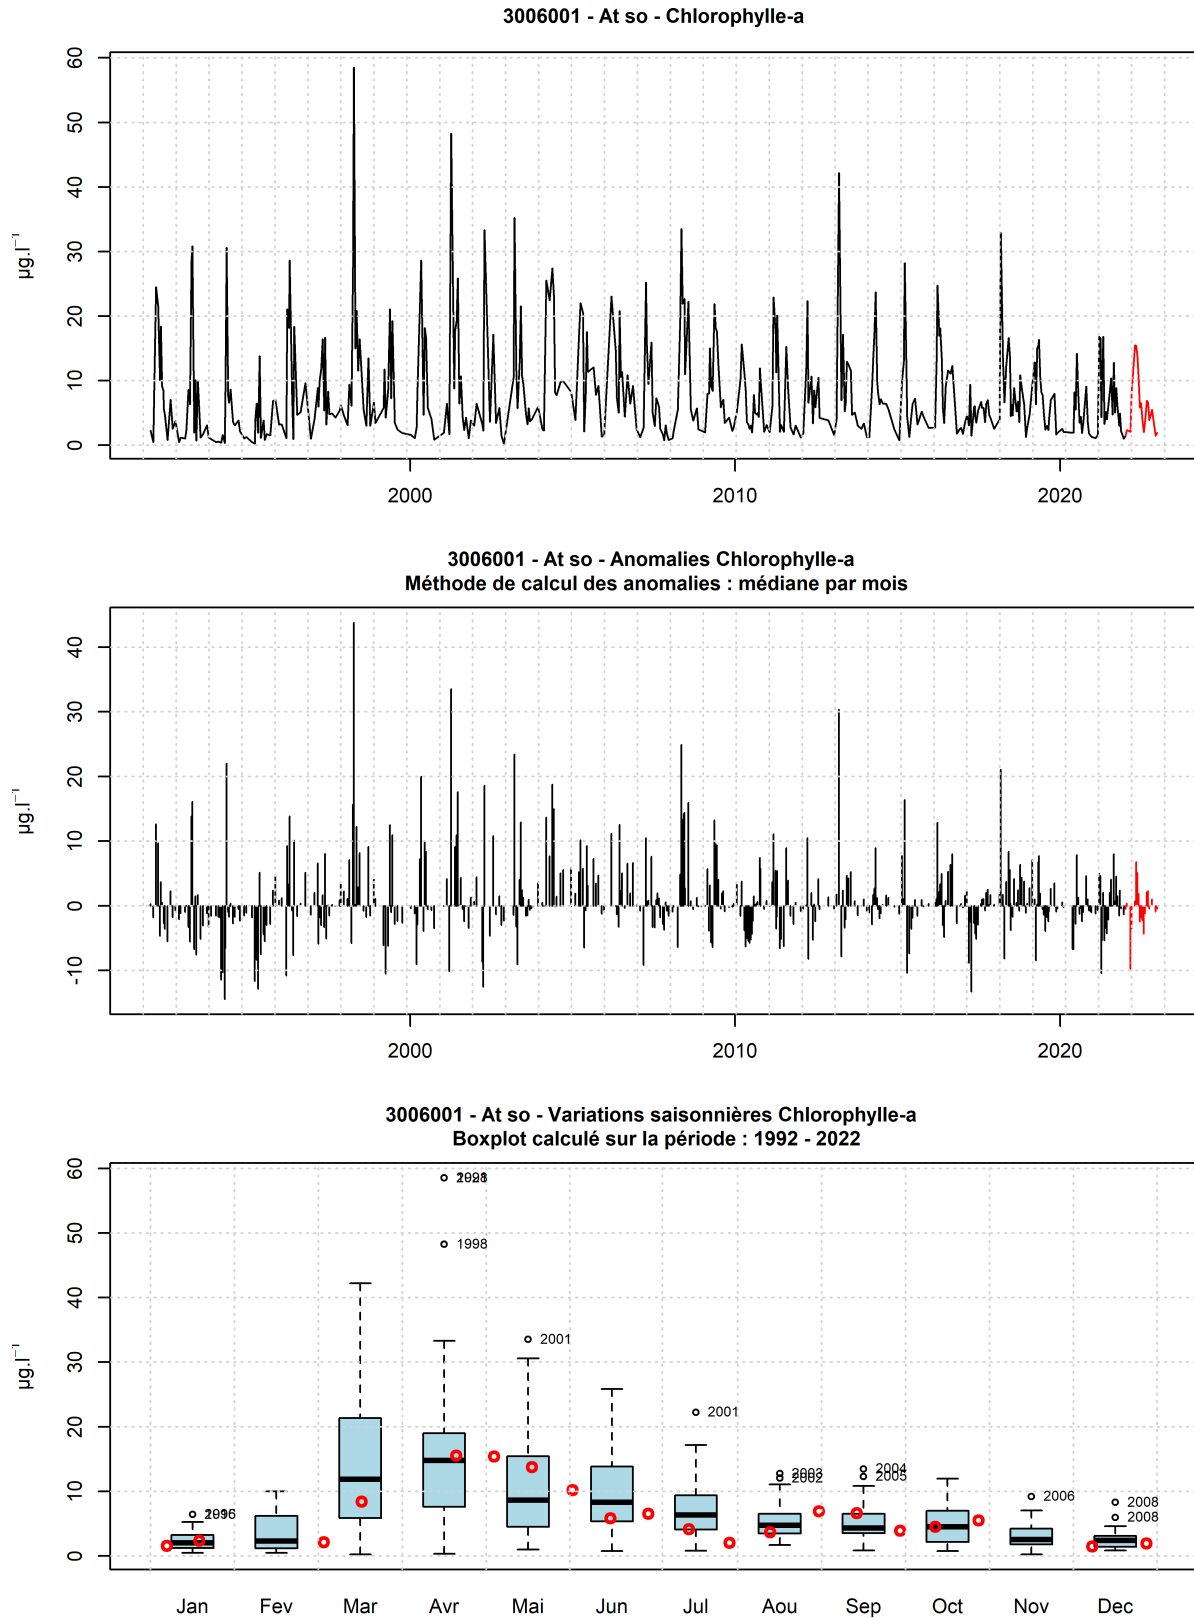 3006001 - At so - Chlorophylle-a
60
50
40
30
20
10
0
µg.l⁻¹
2000
2010
2020
3006001 - At so - Anomalies Chlorophylle-a
Méthode de calcul des anomalies : médiane par mois
40
30
20
10
0
-10
µg.l⁻¹
2000
2010
2020
3006001 - At so - Variations saisonnières Chlorophylle-a
Boxplot calculé sur la période : 1992 - 2022
60
50
40
30
20
10
0
µg.l⁻¹
1998
2001
2001
2003
2002
2004
2005
2006
2008
2008
Jan
Fev
Mar
Avr
Mai
Jun
Jul
Aou
Sep
Oct
Nov
Dec